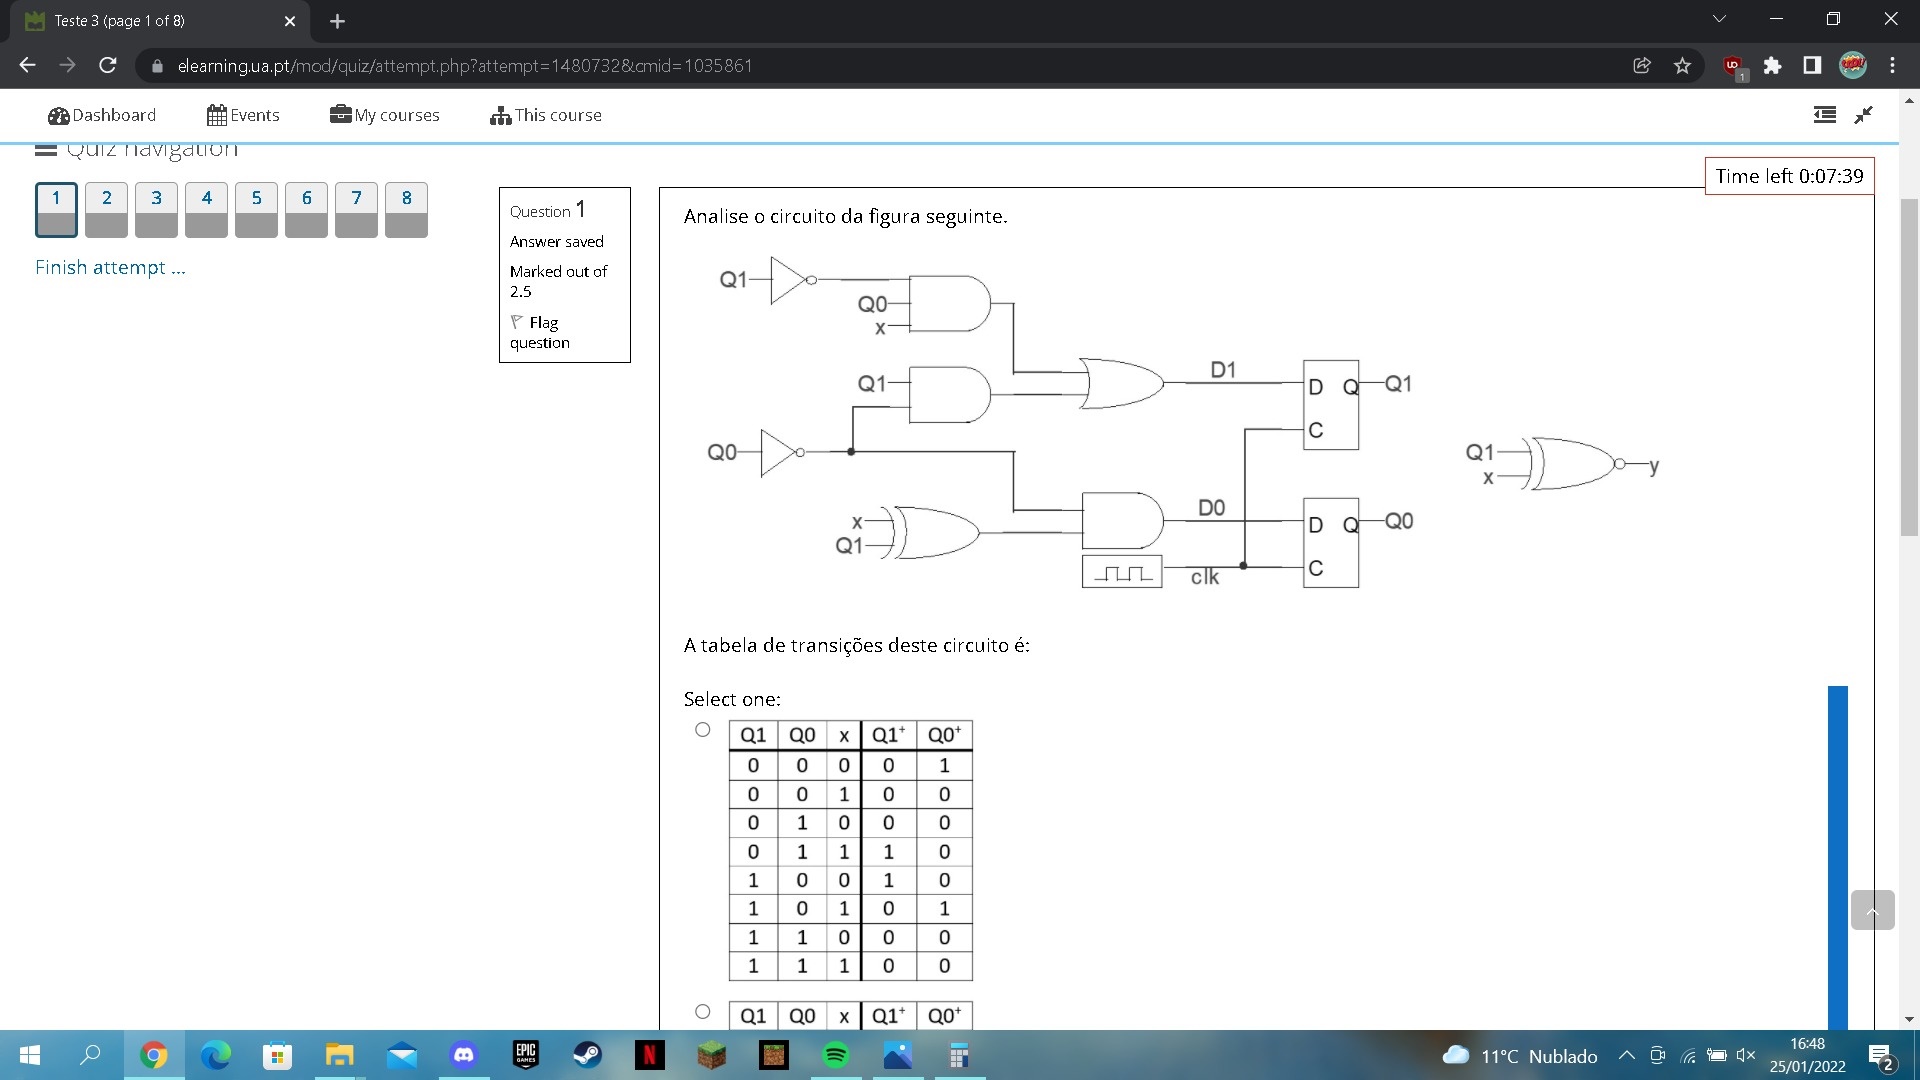 Teste 3 (page 1 of 8)
elearning.ua.pt/mod/quiz/attempt.php?attempt=1480732&cmid=1035861
1
Dashboard
Events
My courses
This course
Quiz navigation
Time left 0:07:39
1 2 3 4 5 6 7 8
Finish attempt ...
Question 1
Answer saved
Marked out of
2.5
Flag
question
Analise o circuito da figura seguinte.
Q1
Q0
x
Q1
D1
D Q
Q1
C
Q0
Q1
x
y
x
Q1
D0
D Q
Q0
clk
C
A tabela de transições deste circuito é:
Select one:
Q1 Q0 x Q1+ Q0+
0 0 0 0 1
0 0 1 0 0
0 1 0 0 0
0 1 1 1 0
1 0 0 1 0
1 0 1 0 1
1 1 0 0 0
1 1 1 0 0
Q1 Q0 x Q1+ Q0+
EPIC
GAMES
N
11°C Nublado
16:48
25/01/2022
2